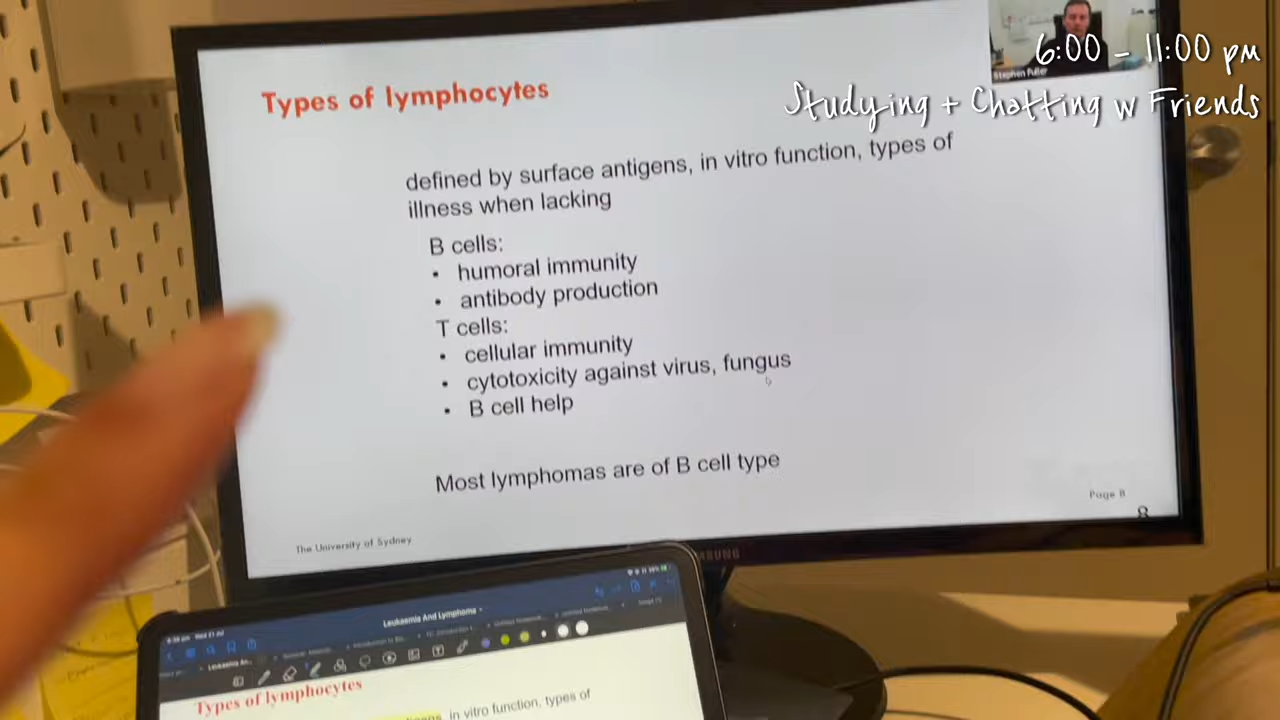 6:00 - 11:00 pm
Studying + Chatting w Friends
Stephen Fuller
Types of lymphocytes
defined by surface antigens, in vitro function, types of
illness when lacking
B cells:
• humoral immunity
• antibody production
T cells:
• cellular immunity
• cytotoxicity against virus, fungus
• B cell help
Most lymphomas are of B cell type
Page 8
8
The University of Sydney
SAMSUNG
Leukaemia And Lymphoma
Types of lymphocytes
in vitro function, types of